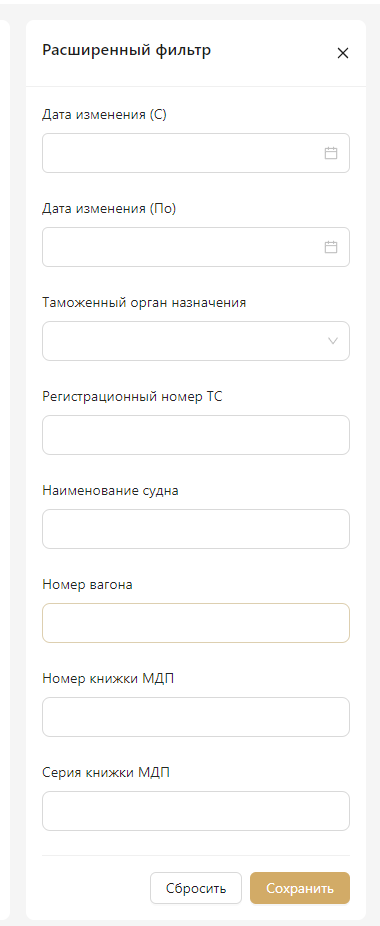 Расширенный фильтр
Дата изменения (С)
Дата изменения (По)
Таможенный орган назначения
Регистрационный номер ТС
Наименование судна
Номер вагона
Номер книжки МДП
Серия книжки МДП
Сбросить Сохранить